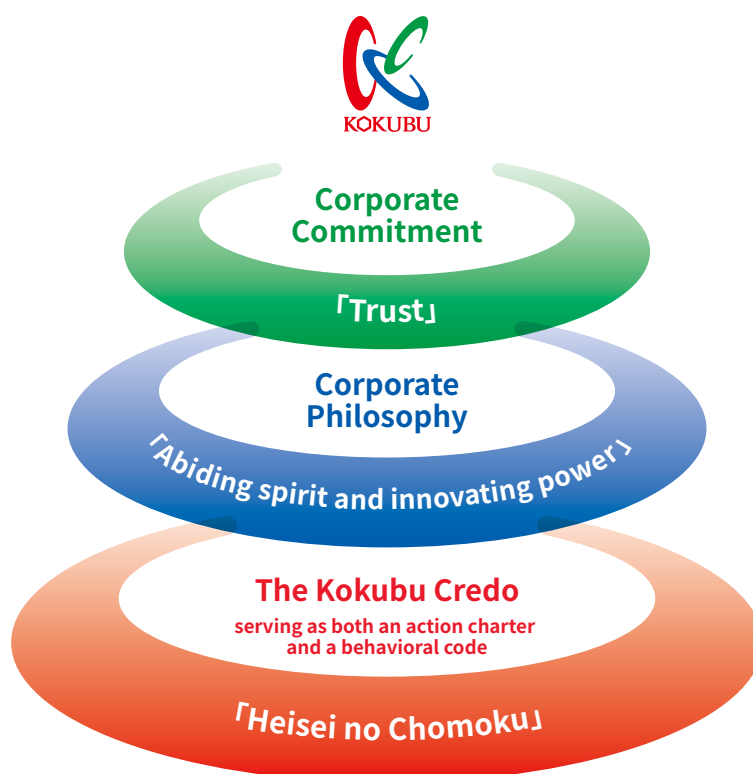 KOKUBU
Corporate
Commitment
「Trust」
Corporate
Philosophy
「Abiding spirit and innovating power」
The Kokubu Credo
serving as both an action charter
and a behavioral code
「Heisei no Chomoku」